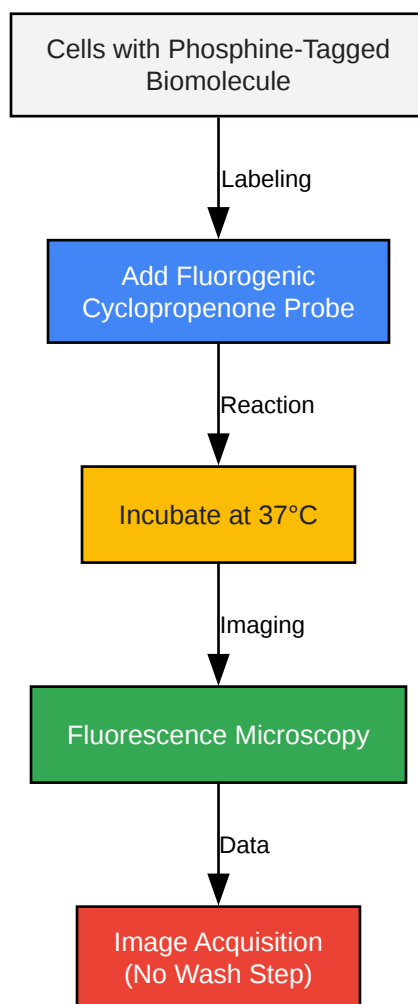 Cells with Phosphine-Tagged
Biomolecule
Labeling
Add Fluorogenic
Cyclopropenone Probe
Reaction
Incubate at 37°C
Imaging
Fluorescence Microscopy
Data
Image Acquisition
(No Wash Step)